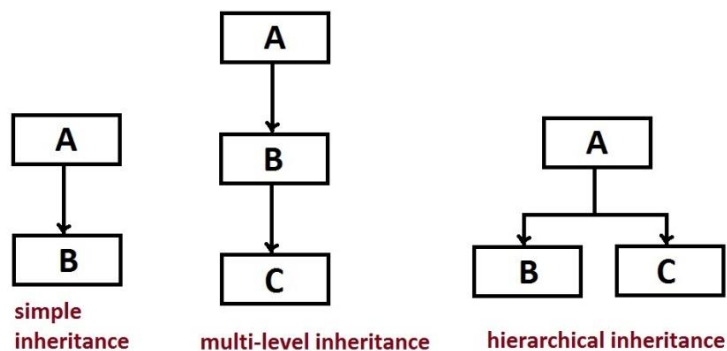 A
B
simple
inheritance
A
B
C
multi-level inheritance
A
B C
hierarchical inheritance